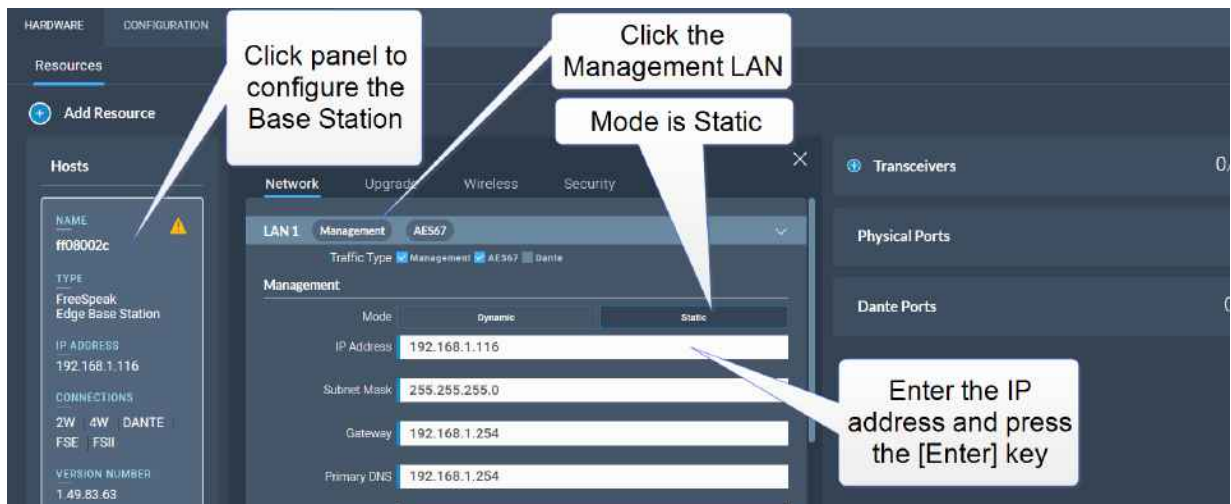 HARDWARE CONFIGURATION
Click panel to
configure the
Base Station
Click the
Management LAN
Mode is Static
Resources
Add Resource
Hosts
NAME
ff08002c
TYPE
FreeSpeak
Edge Base Station
IP ADDRESS
192.168.1.116
CONNECTIONS
2W 4W DANTE
FSE FSII
VERSION NUMBER
1.49.83.63
Network Upgrade Wireless Security
LAN 1 Management AES67
Traffic Type Management AES67 Dante
Management
Mode Dynamic Static
IP Address 192.168.1.116
Subnet Mask 255.255.255.0
Gateway 192.168.1.254
Primary DNS 192.168.1.254
Transceivers 0/
Physical Ports
Dante Ports
Enter the IP
address and press
the [Enter] key